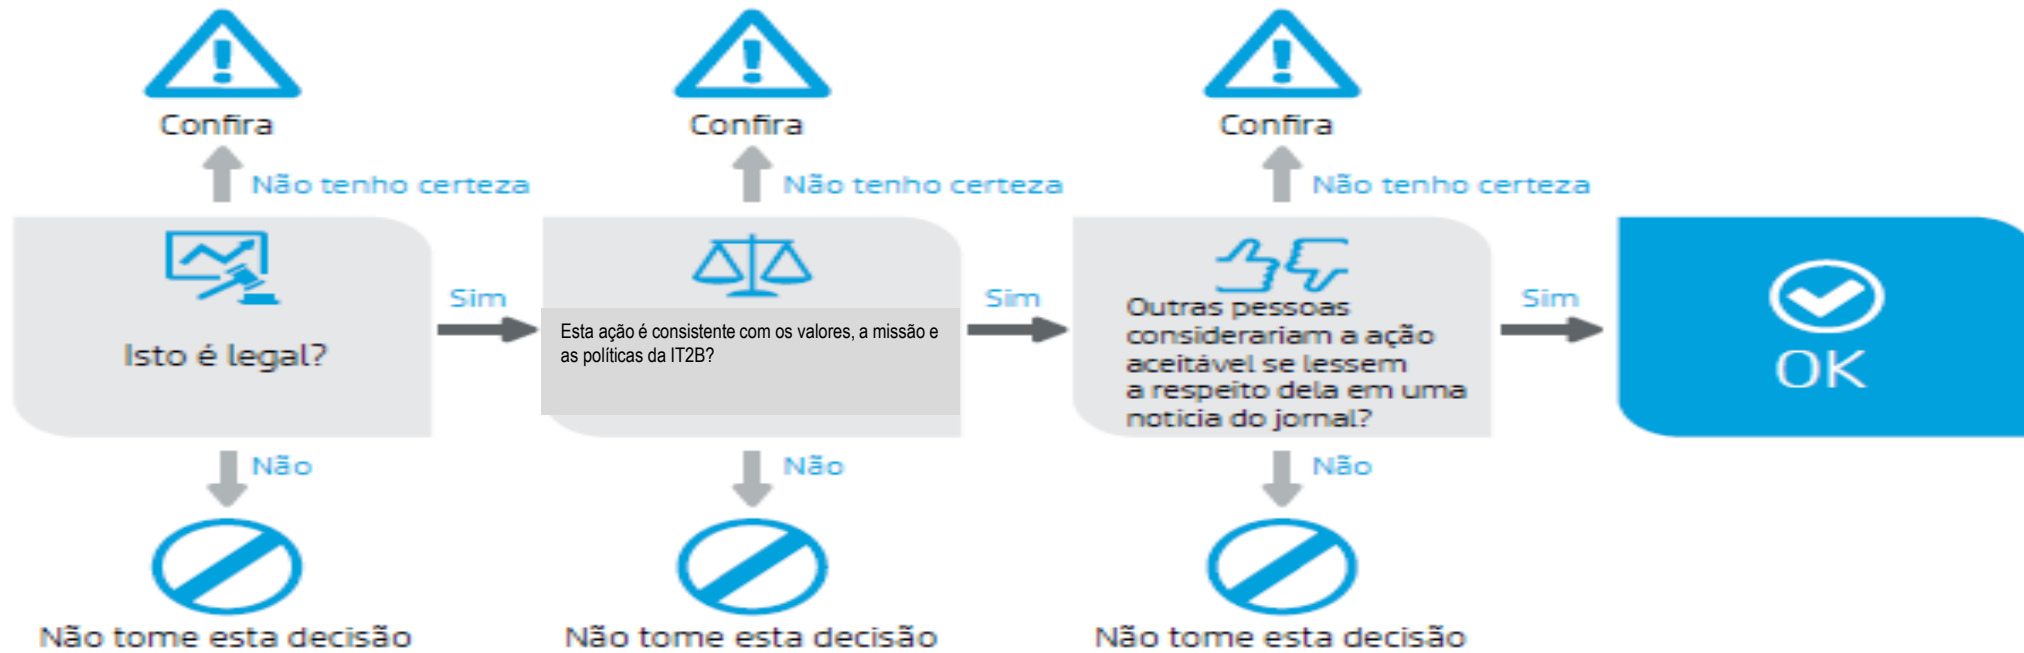 Confira
Confira
Confira
Não tenho certeza
Não tenho certeza
Não tenho certeza
Isto é legal?
Sim
Esta ação é consistente com os valores, a missão e
as políticas da IT2B?
Sim
Outras pessoas
considerariam a ação
aceitável se lessem
a respeito dela em uma
noticia do jornal?
Sim
OK
Não
Não
Não
Não tome esta decisão
Não tome esta decisão
Não tome esta decisão